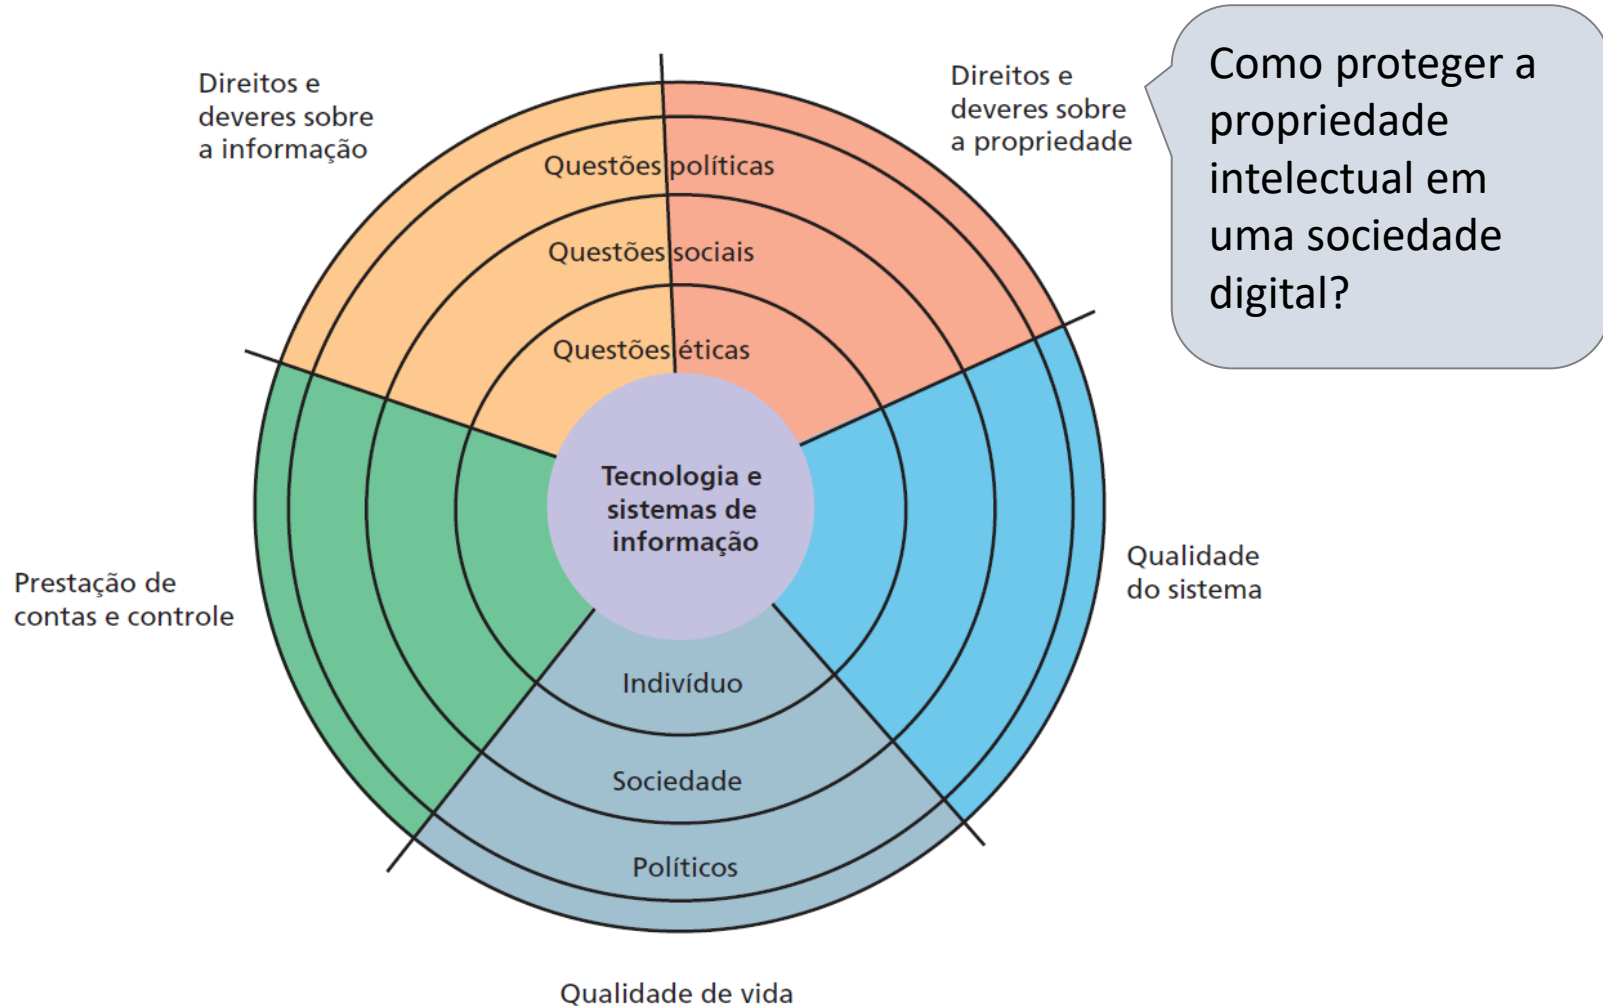 Direitos e
deveres sobre
a informação
Direitos e
deveres sobre
a propriedade
Como proteger a
propriedade
intelectual em
uma sociedade
digital?
Questões políticas
Questões sociais
Questões éticas
Tecnologia e
sistemas de
informação
Prestação de
contas e controle
Qualidade
do sistema
Indivíduo
Sociedade
Políticos
Qualidade de vida